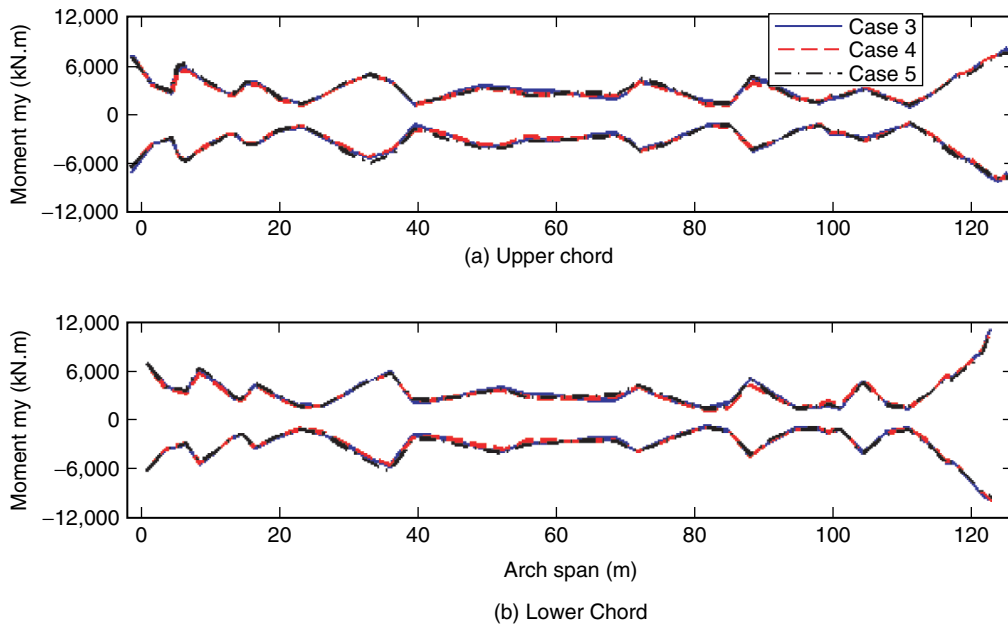 12,000
6,000
0
−6,000
−12,000
Moment my (kN.m)
Case 3
Case 4
Case 5
0 20 40 60 80 100 120
(a) Upper chord
12,000
6,000
0
−6,000
−12,000
Moment my (kN.m)
0 20 40 60 80 100 120
Arch span (m)
(b) Lower Chord